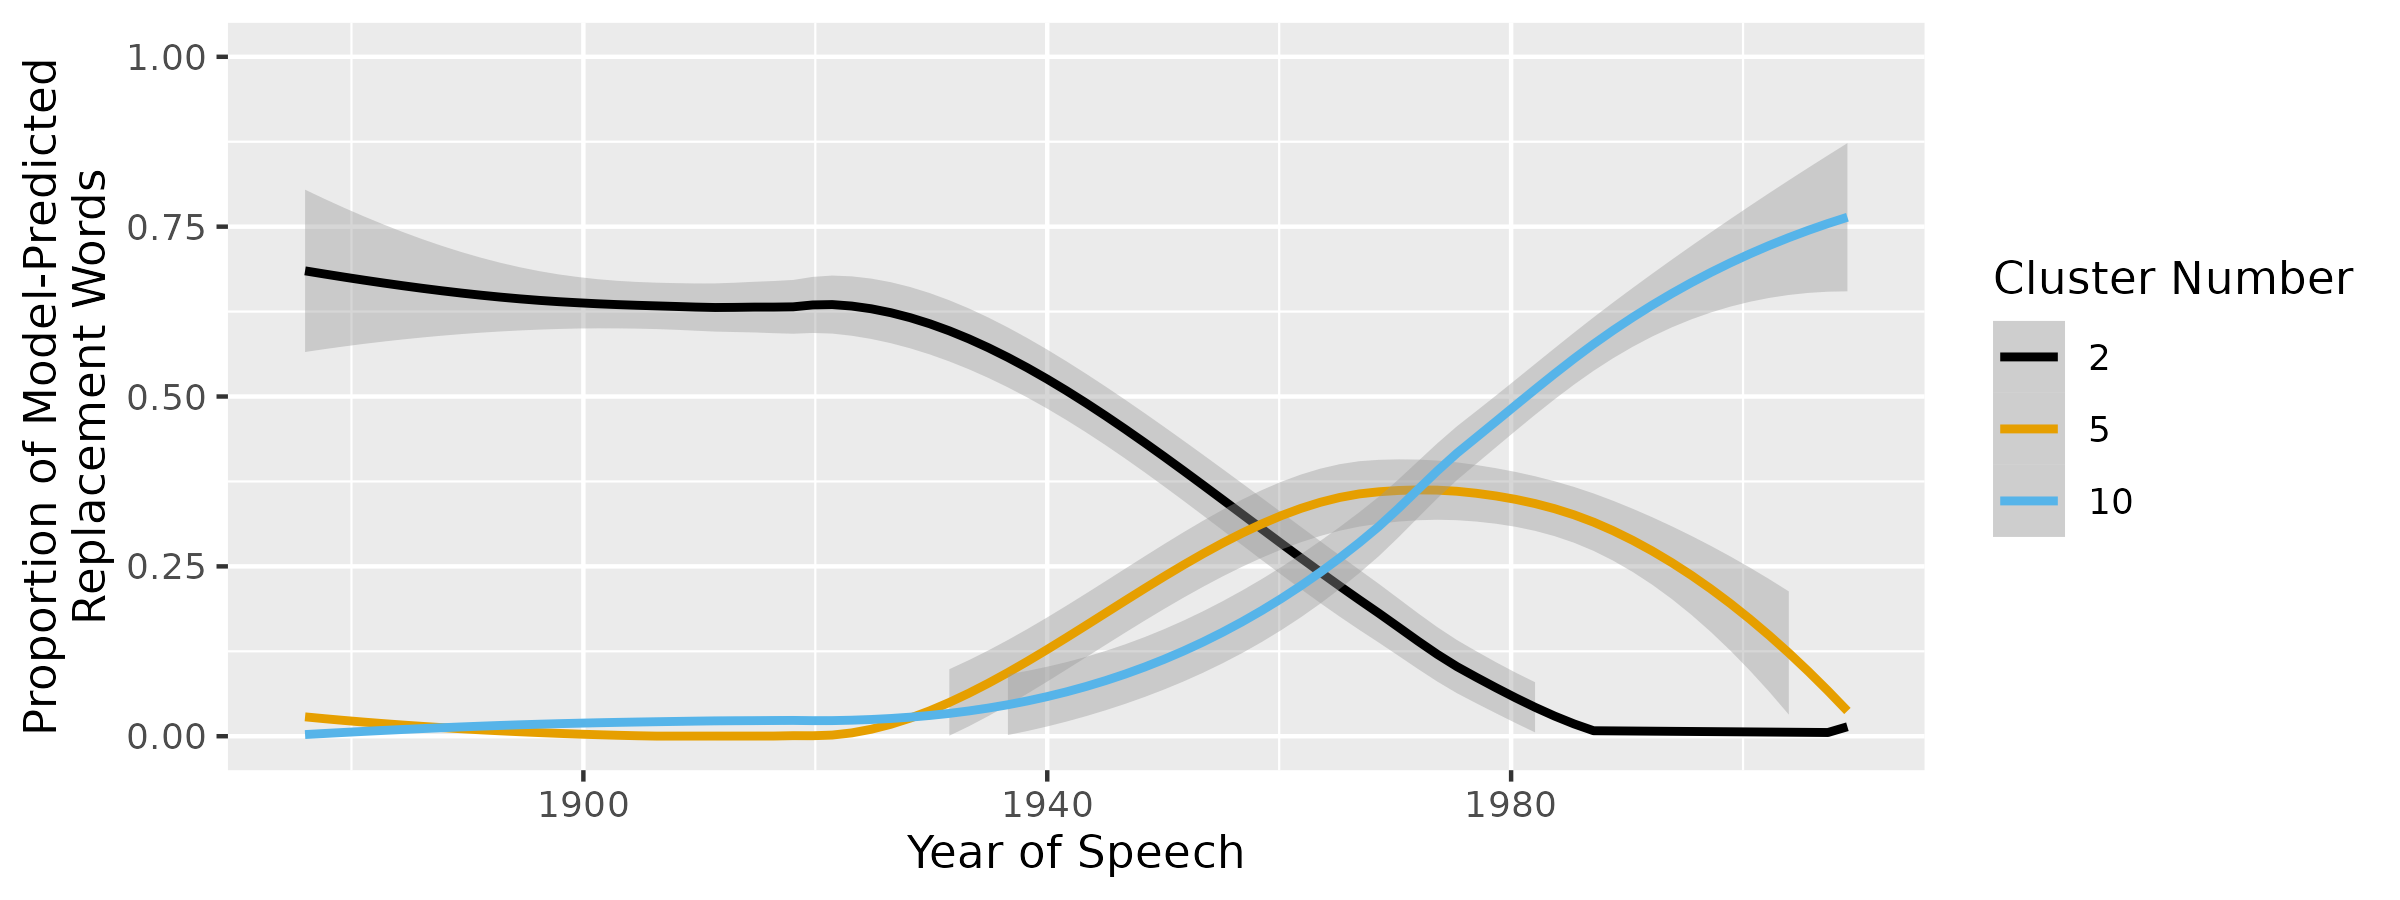 Proportion of Model-Predicted
Replacement Words
1.00
0.75
0.50
0.25
0.00
1900
1940
1980
Year of Speech
Cluster Number
2
5
10